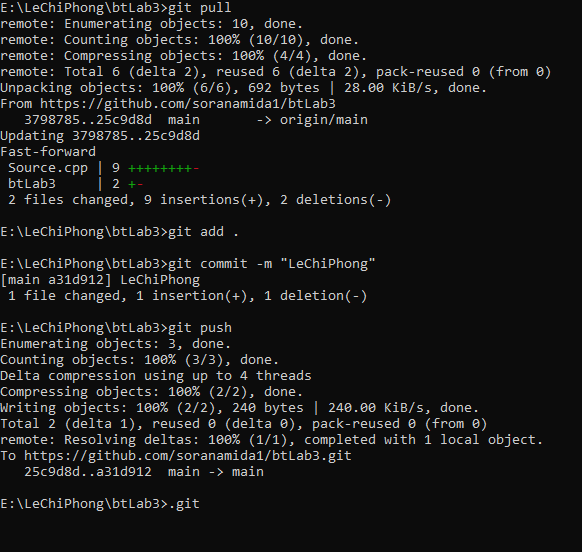 E:\LeChiPhong\btLab3>git pull
remote: Enumerating objects: 10, done.
remote: Counting objects: 100% (10/10), done.
remote: Compressing objects: 100% (4/4), done.
remote: Total 6 (delta 2), reused 6 (delta 2), pack-reused 0 (from 0)
Unpacking objects: 100% (6/6), 692 bytes | 28.00 KiB/s, done.
From https://github.com/soranamida1/btLab3
   3798785..25c9d8d  main       -> origin/main
Updating 3798785..25c9d8d
Fast-forward
 Source.cpp | 9 ++++++++-
 btLab3     | 2 +-
 2 files changed, 9 insertions(+), 2 deletions(-)
E:\LeChiPhong\btLab3>git add .
E:\LeChiPhong\btLab3>git commit -m "LeChiPhong"
[main a31d912] LeChiPhong
 1 file changed, 1 insertion(+), 1 deletion(-)
E:\LeChiPhong\btLab3>git push
Enumerating objects: 3, done.
Counting objects: 100% (3/3), done.
Delta compression using up to 4 threads
Compressing objects: 100% (2/2), done.
Writing objects: 100% (2/2), 240 bytes | 240.00 KiB/s, done.
Total 2 (delta 1), reused 0 (delta 0), pack-reused 0 (from 0)
remote: Resolving deltas: 100% (1/1), completed with 1 local object.
To https://github.com/soranamida1/btLab3.git
   25c9d8d..a31d912  main -> main
E:\LeChiPhong\btLab3>.git